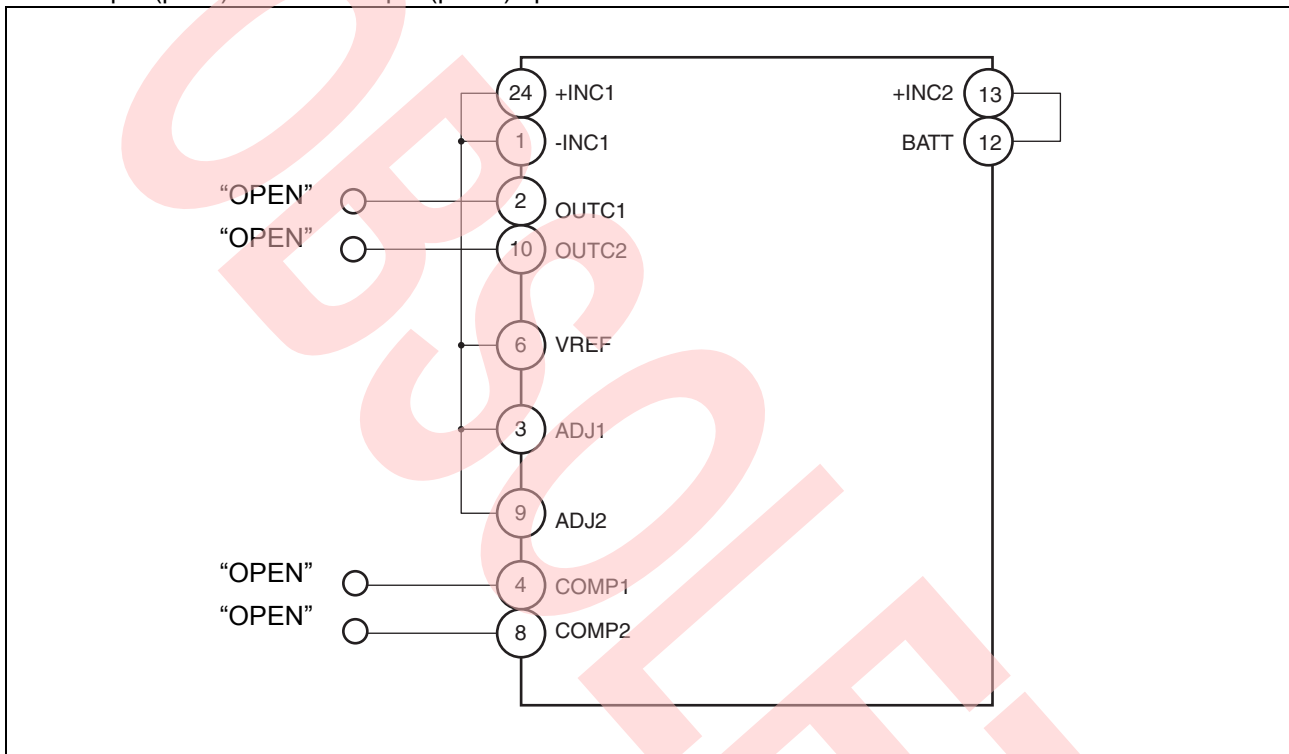 24 +INC1
1 -INC1
"OPEN" 2 OUTC1
"OPEN" 10 OUTC2
6 VREF
3 ADJ1
9 ADJ2
"OPEN" 4 COMP1
"OPEN" 8 COMP2
+INC2 13
BATT 12
OBSOLETE